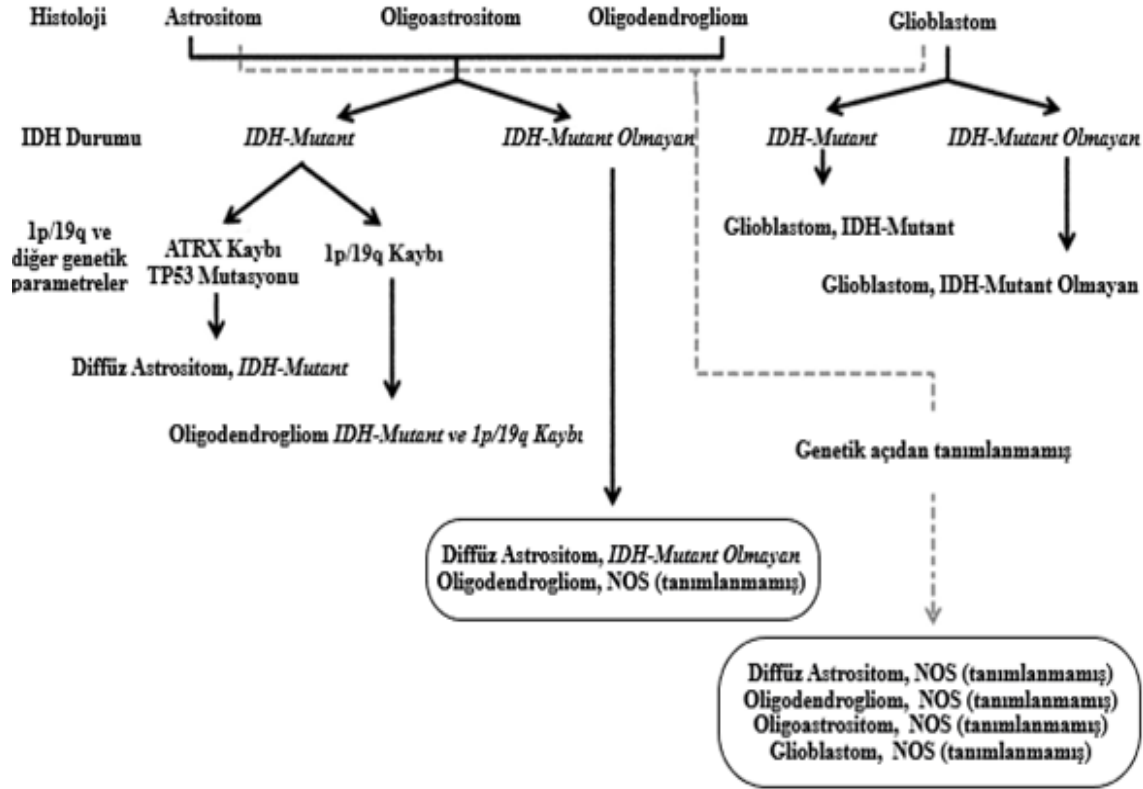 Histoloji Astrositom Oligoastrositom Oligodendrogliom Glioblastom
IDH Durumu IDH-Mutant IDH-Mutant Olmayan IDH-Mutant IDH-Mutant Olmayan
1p/19q ve
diğer genetik
parametreler
ATRX Kaybı
TP53 Mutasyonu
1p/19q Kaybı
Glioblastom, IDH-Mutant
Glioblastom, IDH-Mutant Olmayan
Diffüz Astrositom, IDH-Mutant
Oligodendrogliom IDH-Mutant ve 1p/19q Kaybı
Genetik açıdan tanımlanmamış
Diffüz Astrositom, IDH-Mutant Olmayan
Oligodendrogliom, NOS (tanımlanmamış)
Diffüz Astrositom, NOS (tanımlanmamış)
Oligodendrogliom, NOS (tanımlanmamış)
Oligoastrositom, NOS (tanımlanmamış)
Glioblastom, NOS (tanımlanmamış)